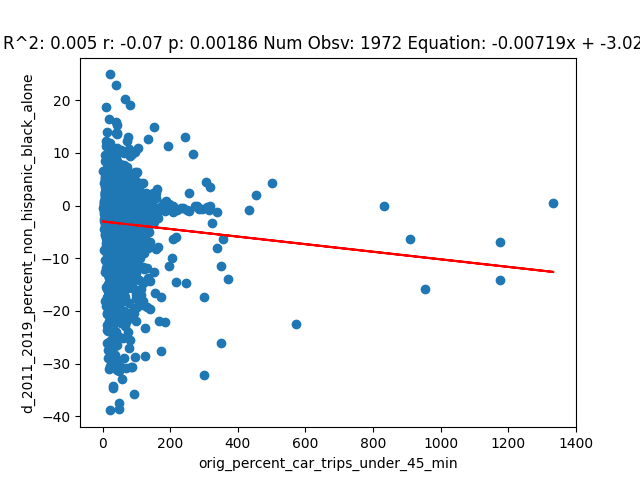 R^2: 0.005 r: -0.07 p: 0.00186 Num Obsv: 1972 Equation: -0.00719x + -3.02
d_2011_2019_percent_non_hispanic_black_alone
20
10
0
−10
−20
−30
−40
0 200 400 600 800 1000 1200 1400
orig_percent_car_trips_under_45_min